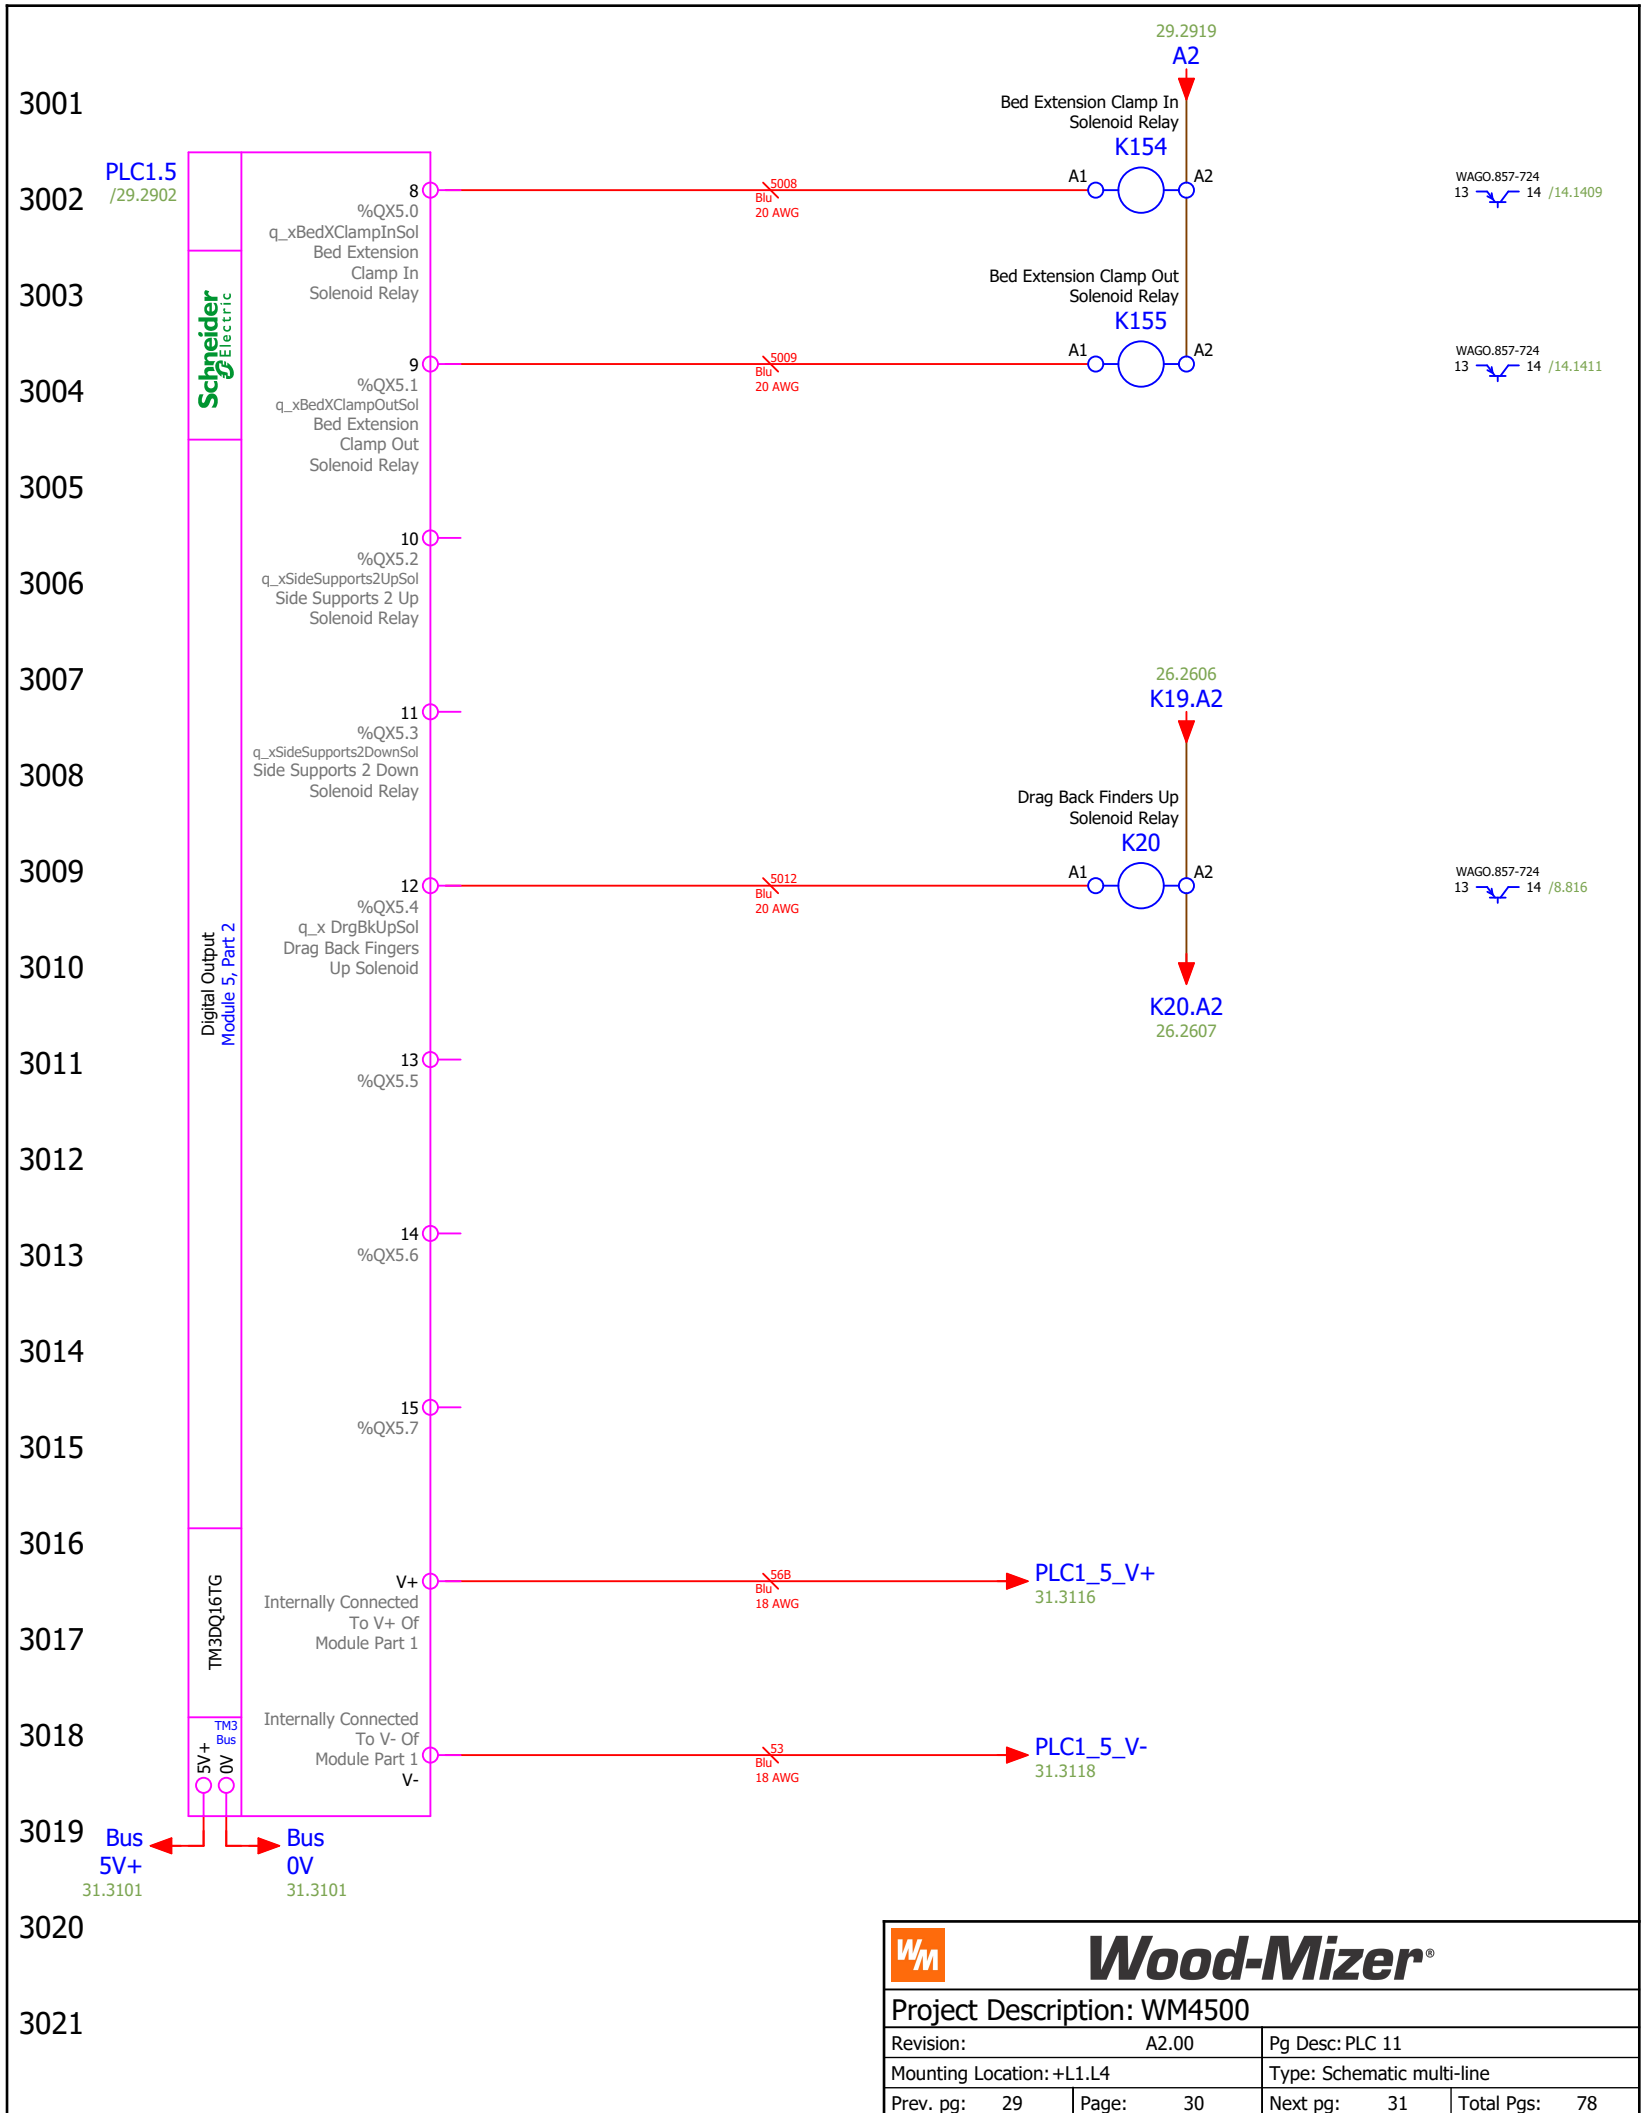 29.2919
A2
3001
Bed Extension Clamp In
Solenoid Relay
K154
PLC1.5
/29.2902
3002
8
%QX5.0
q_xBedXClampInSol
Bed Extension
Clamp In
Solenoid Relay
5008
Blu
20 AWG
A1
A2
WAGO.857-724
13
14
/14.1409
3003
Bed Extension Clamp Out
Solenoid Relay
K155
Schneider
Electric
3004
9
%QX5.1
q_xBedXClampOutSol
Bed Extension
Clamp Out
Solenoid Relay
5009
Blu
20 AWG
A1
A2
WAGO.857-724
13
14
/14.1411
3005
10
%QX5.2
q_xSideSupports2UpSol
Side Supports 2 Up
Solenoid Relay
3006
3007
26.2606
K19.A2
11
%QX5.3
q_xSideSupports2DownSol
Side Supports 2 Down
Solenoid Relay
3008
Drag Back Finders Up
Solenoid Relay
K20
3009
12
%QX5.4
q_x DrgBkUpSol
Drag Back Fingers
Up Solenoid
5012
Blu
20 AWG
A1
A2
WAGO.857-724
13
14
/8.816
Digital Output
Module 5, Part 2
3010
K20.A2
26.2607
3011
13
%QX5.5
3012
14
%QX5.6
3013
3014
15
%QX5.7
3015
3016
TM3DQ16TG
V+
Internally Connected
To V+ Of
Module Part 1
56B
Blu
18 AWG
PLC1_5_V+
31.3116
3017
3018
TM3
Bus
5V+
0V
Internally Connected
To V- Of
Module Part 1
V-
53
Blu
18 AWG
PLC1_5_V-
31.3118
3019
Bus
5V+
31.3101
Bus
0V
31.3101
3020
3021
WM
Wood-Mizer®
Project Description: WM4500
Revision: A2.00
Pg Desc: PLC 11
Mounting Location: +L1.L4
Type: Schematic multi-line
Prev. pg: 29
Page: 30
Next pg: 31
Total Pgs: 78